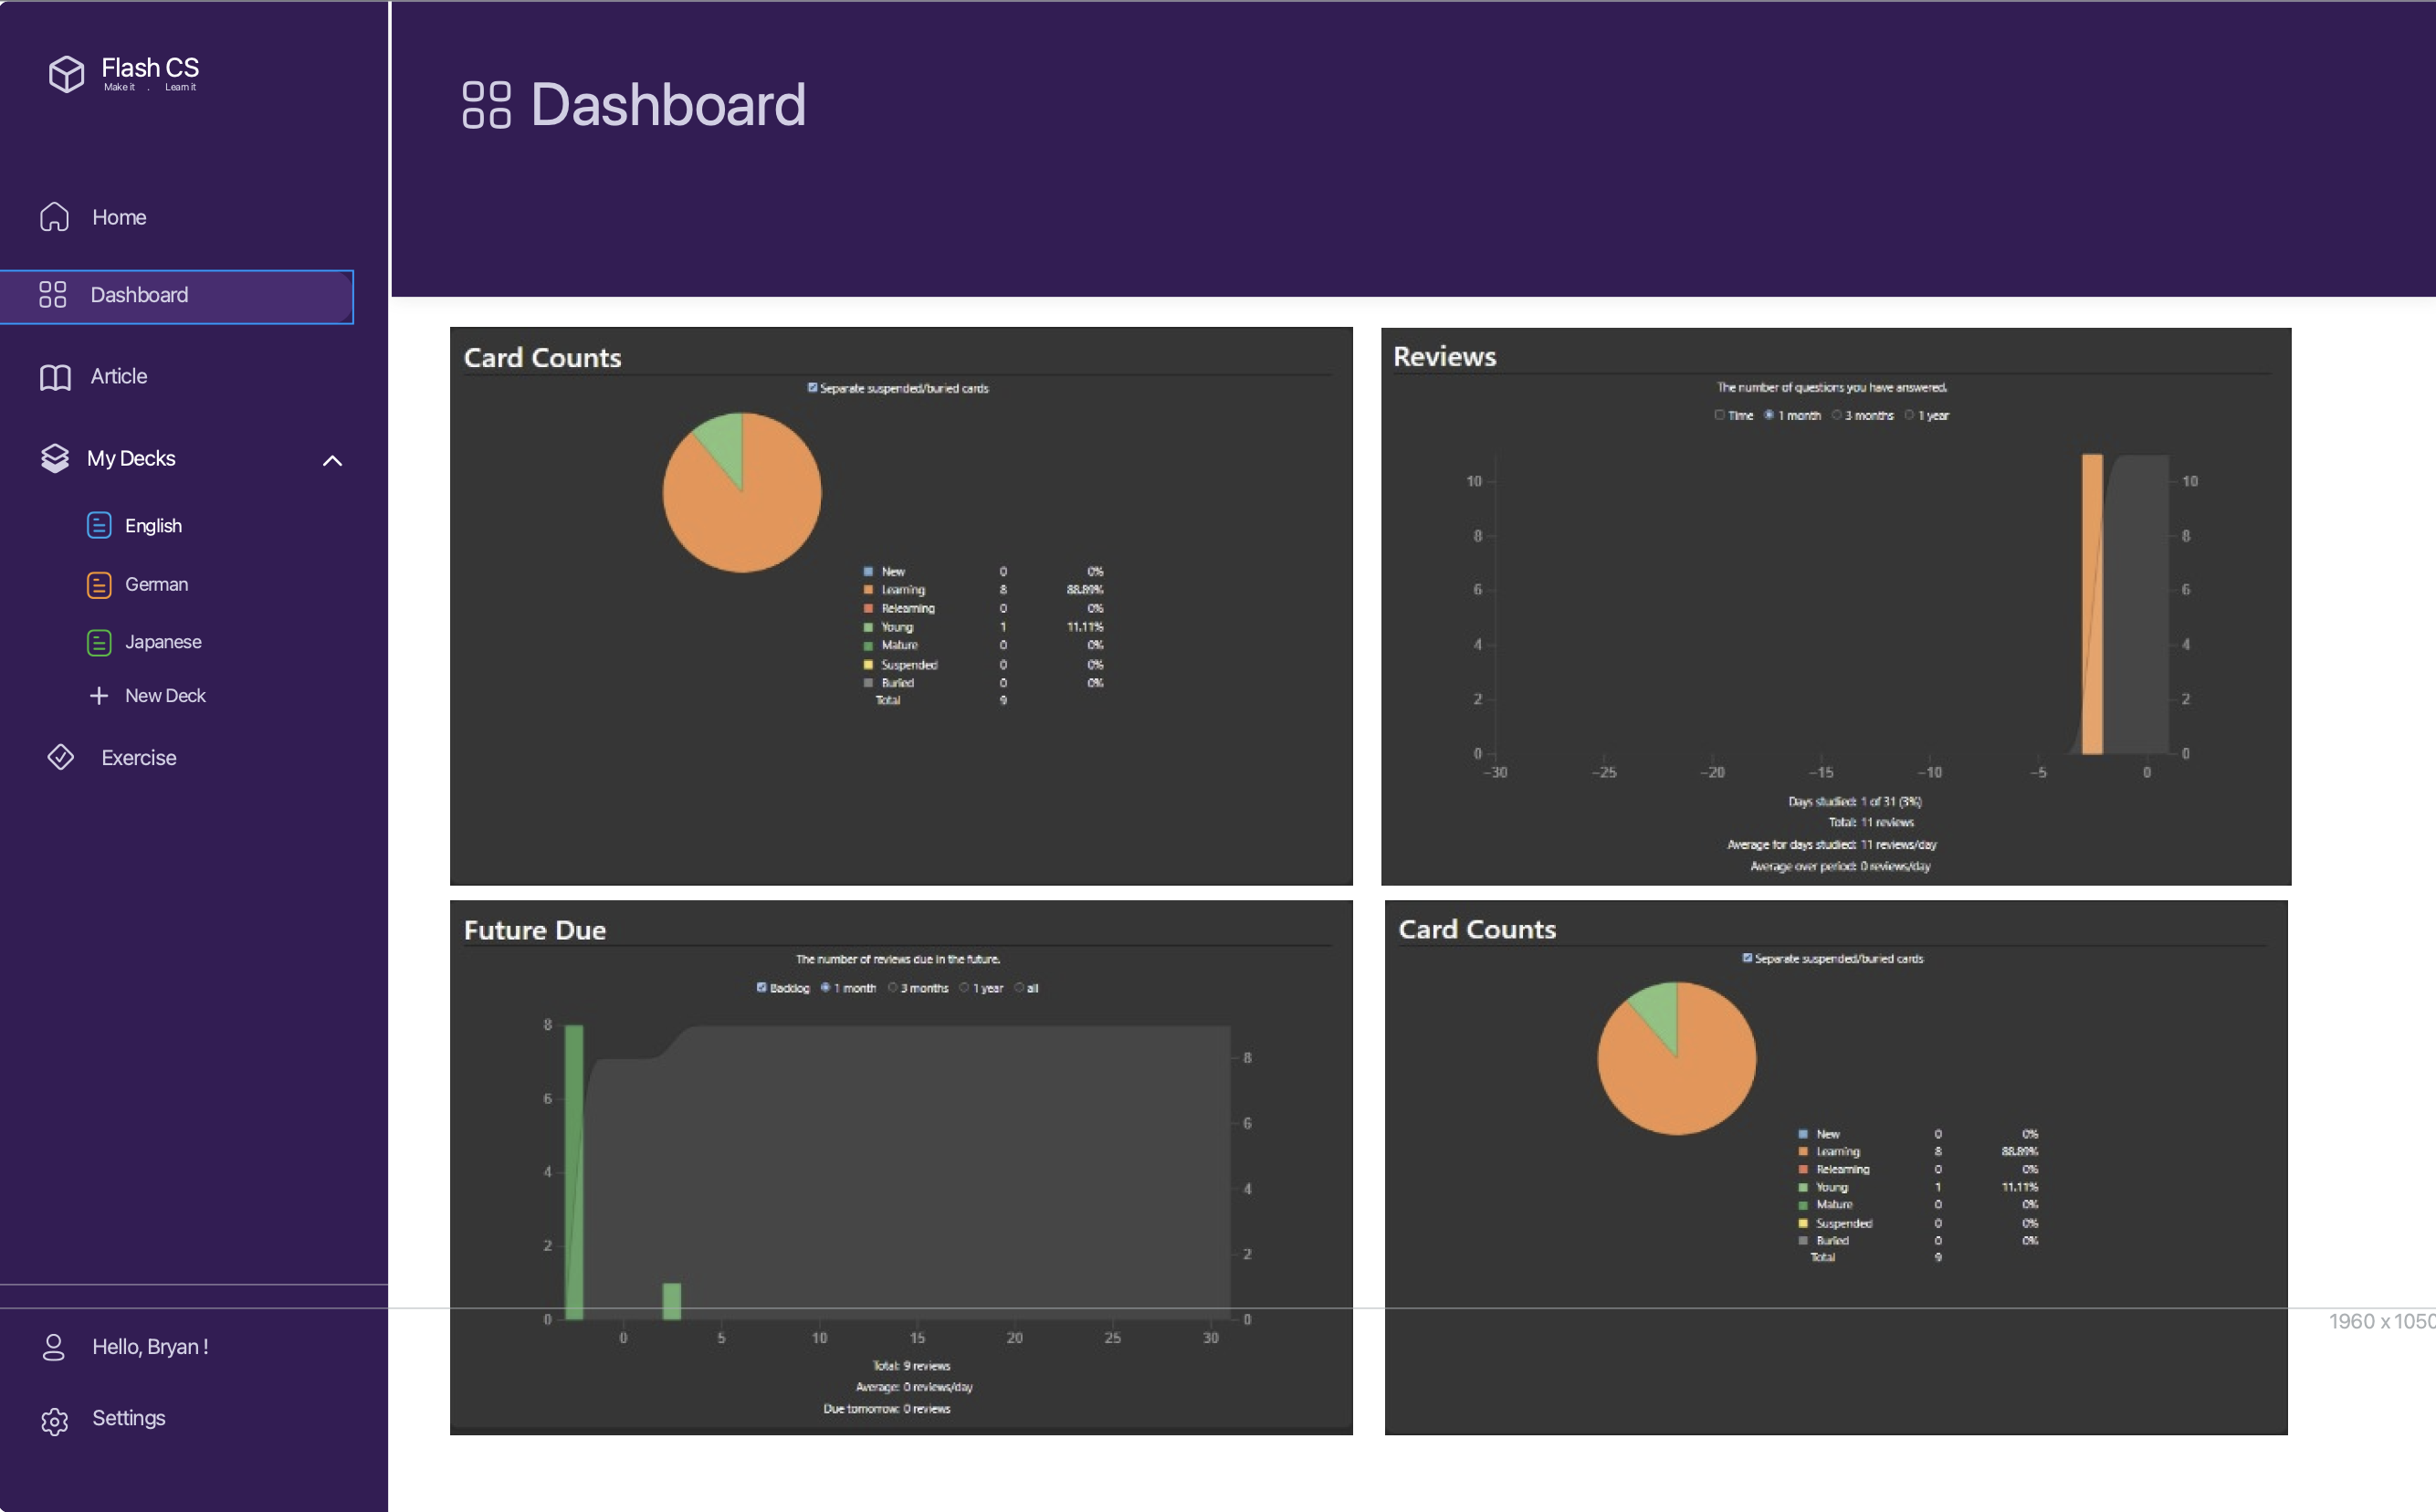 Flash CS
Make it . Learn it
Home
Dashboard
Article
My Decks
English
German
Japanese
New Deck
Exercise
Hello, Bryan !
Settings
Dashboard
Card Counts
Separate suspended/buried cards
New 0 0%
Learning 8 88.89%
Relearning 0 0%
Young 1 11.11%
Mature 0 0%
Suspended 0 0%
Buried 0 0%
Total 9
Reviews
The number of questions you have answered.
Time 1 month 3 months 1 year
10 10
8 8
6 6
4 4
2 2
0 0
−30 −25 −20 −15 −10 −5 0
Days studied: 1 of 31 (3%)
Total: 11 reviews
Average for days studied: 11 reviews/day
Average over period: 0 reviews/day
Future Due
The number of reviews due in the future.
Backlog 1 month 3 months 1 year all
8
8
6
6
4
4
2
2
0 0
0 5 10 15 20 25 30
Total: 9 reviews
Average: 0 reviews/day
Due tomorrow: 0 reviews
Card Counts
Separate suspended/buried cards
New 0 0%
Learning 8 88.89%
Relearning 0 0%
Young 1 11.11%
Mature 0 0%
Suspended 0 0%
Buried 0 0%
Total 9
1960 x 1050